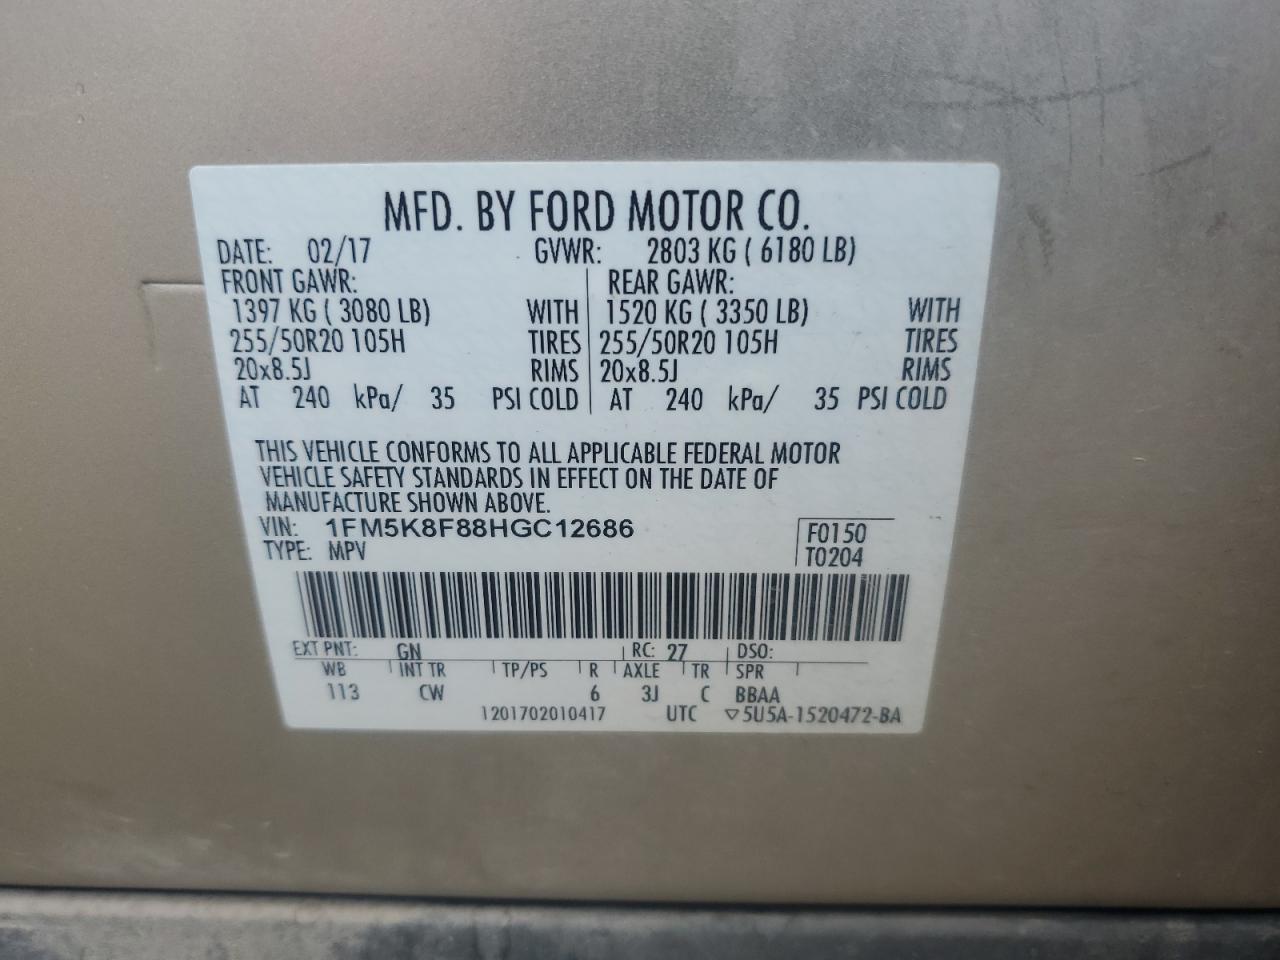 MFD. BY FORD MOTOR CO.
DATE: 02/17 GVWR: 2803 KG ( 6180 LB)
FRONT GAWR: REAR GAWR:
1397 KG ( 3080 LB) WITH 1520 KG ( 3350 LB) WITH
255/50R20 105H TIRES 255/50R20 105H TIRES
20x8.5J RIMS 20x8.5J RIMS
AT 240 kPa/ 35 PSI COLD AT 240 kPa/ 35 PSI COLD
THIS VEHICLE CONFORMS TO ALL APPLICABLE FEDERAL MOTOR
VEHICLE SAFETY STANDARDS IN EFFECT ON THE DATE OF
MANUFACTURE SHOWN ABOVE.
VIN: 1FM5K8F88HGC12686 F0150
TYPE: MPV T0204
EXT PNT: GN RC: 27 DSO:
WB INT TR TP/PS R AXLE TR SPR
113 CW 6 3J C BBAA
1201702010417 UTC ▽5U5A-1520472-BA